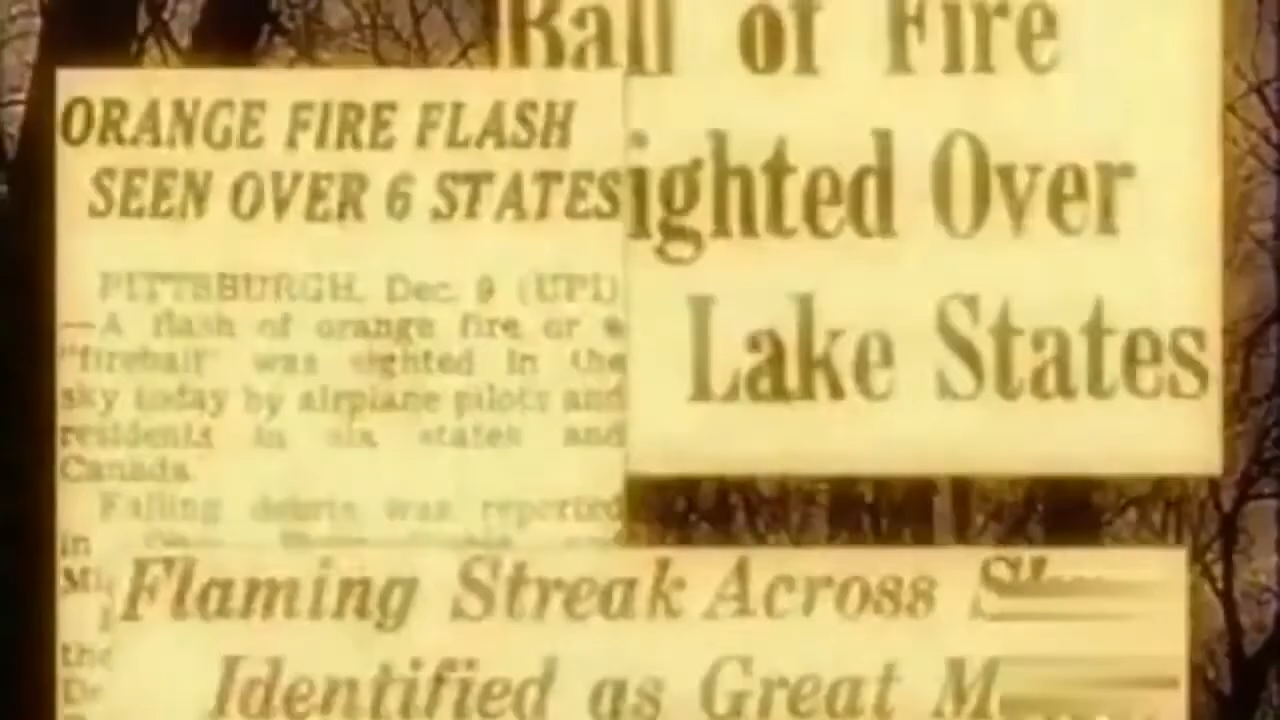 Ball of Fire
ighted Over
Lake States
ORANGE FIRE FLASH
SEEN OVER 6 STATES
PITTSBURGH, Dec. 9 (UPI)
—A flash of orange fire or a
"fireball" was sighted in the
sky today by airplane pilots and
residents in six states and
Canada
Falling debris was reported
in
Flaming Streak Across
the
Identified as Great M